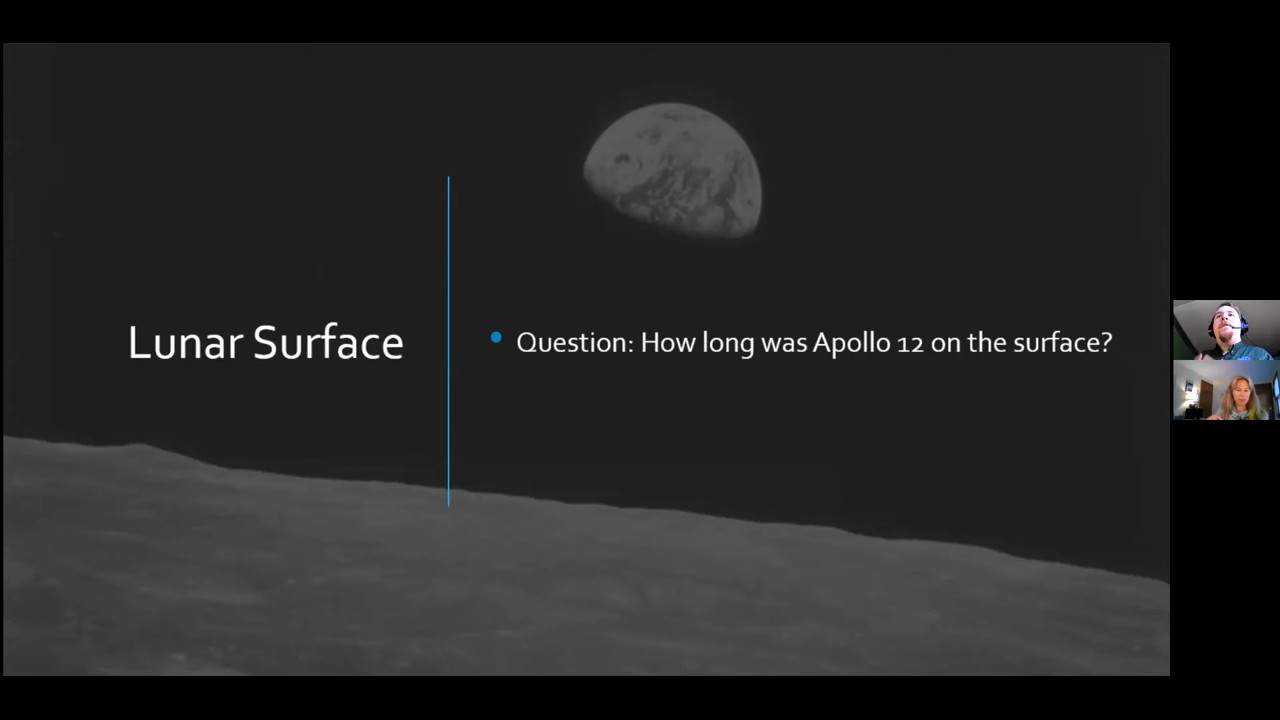 Lunar Surface
Question: How long was Apollo 12 on the surface?